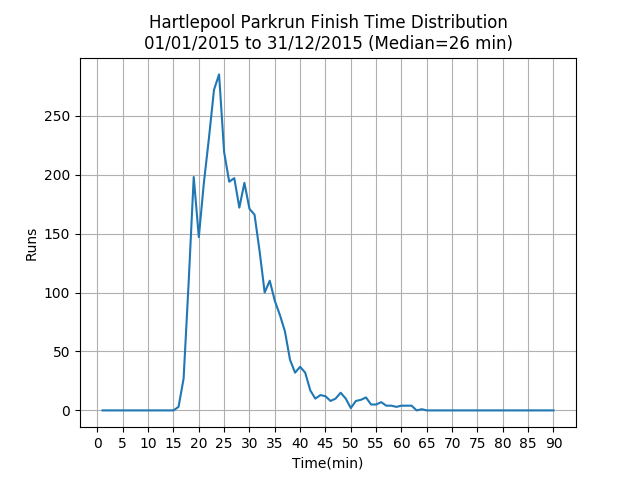 Hartlepool Parkrun Finish Time Distribution
01/01/2015 to 31/12/2015 (Median=26 min)
250
200
150
100
50
0
Runs
0 5 10 15 20 25 30 35 40 45 50 55 60 65 70 75 80 85 90
Time(min)